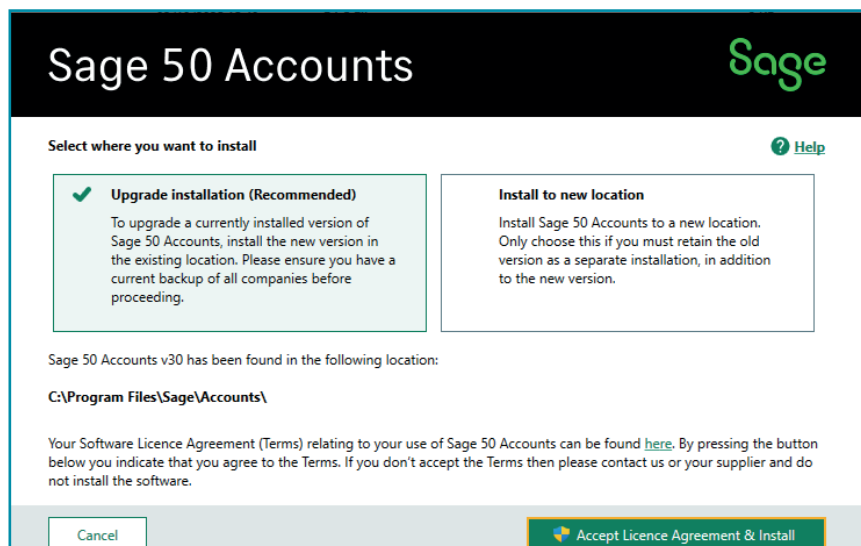 Sage 50 Accounts
Sage
Select where you want to install
Help
Upgrade installation (Recommended)
To upgrade a currently installed version of
Sage 50 Accounts, install the new version in
the existing location. Please ensure you have a
current backup of all companies before
proceeding.
Install to new location
Install Sage 50 Accounts to a new location.
Only choose this if you must retain the old
version as a separate installation, in addition
to the new version.
Sage 50 Accounts v30 has been found in the following location:
C:\Program Files\Sage\Accounts\
Your Software Licence Agreement (Terms) relating to your use of Sage 50 Accounts can be found here. By pressing the button
below you indicate that you agree to the Terms. If you don't accept the Terms then please contact us or your supplier and do
not install the software.
Cancel
Accept Licence Agreement & Install